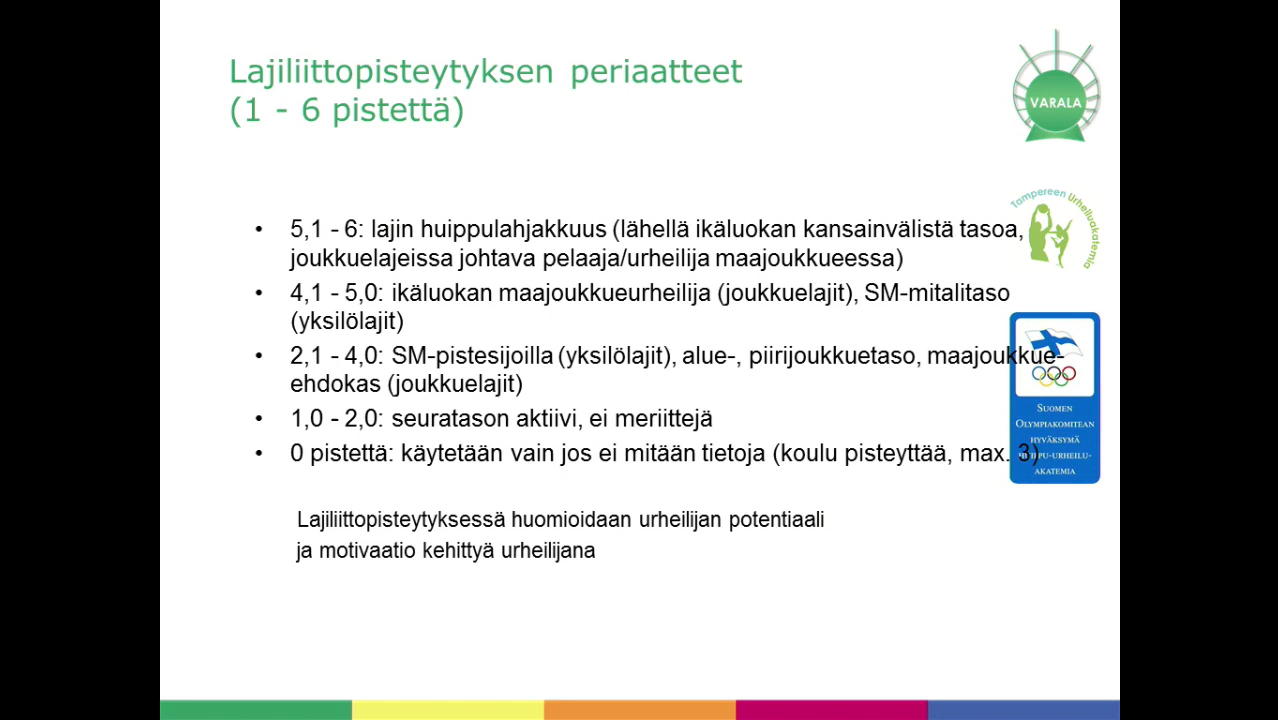 Lajiliittopisteytyksen periaatteet
(1 - 6 pistettä)
VARALA
Tampereen Urheiluakatemia
• 5,1 - 6: lajin huippulahjakkuus (lähellä ikäluokan kansainvälistä tasoa,
joukkuelajeissa johtava pelaaja/urheilija maajoukkueessa)
• 4,1 - 5,0: ikäluokan maajoukkueurheilija (joukkuelajit), SM-mitalitaso
(yksilölajit)
• 2,1 - 4,0: SM-pistesijoilla (yksilölajit), alue-, piirijoukkuetaso, maajoukkue-
ehdokas (joukkuelajit)
• 1,0 - 2,0: seuratason aktiivi, ei meriittejä
• 0 pistettä: käytetään vain jos ei mitään tietoja (koulu pisteyttää, max. 3)
SUOMEN
OLYMPIAKOMITEAN
HYVÄKSYMÄ
HUIPPU-URHEILU-
AKATEMIA
Lajiliittopisteytyksessä huomioidaan urheilijan potentiaali
ja motivaatio kehittyä urheilijana